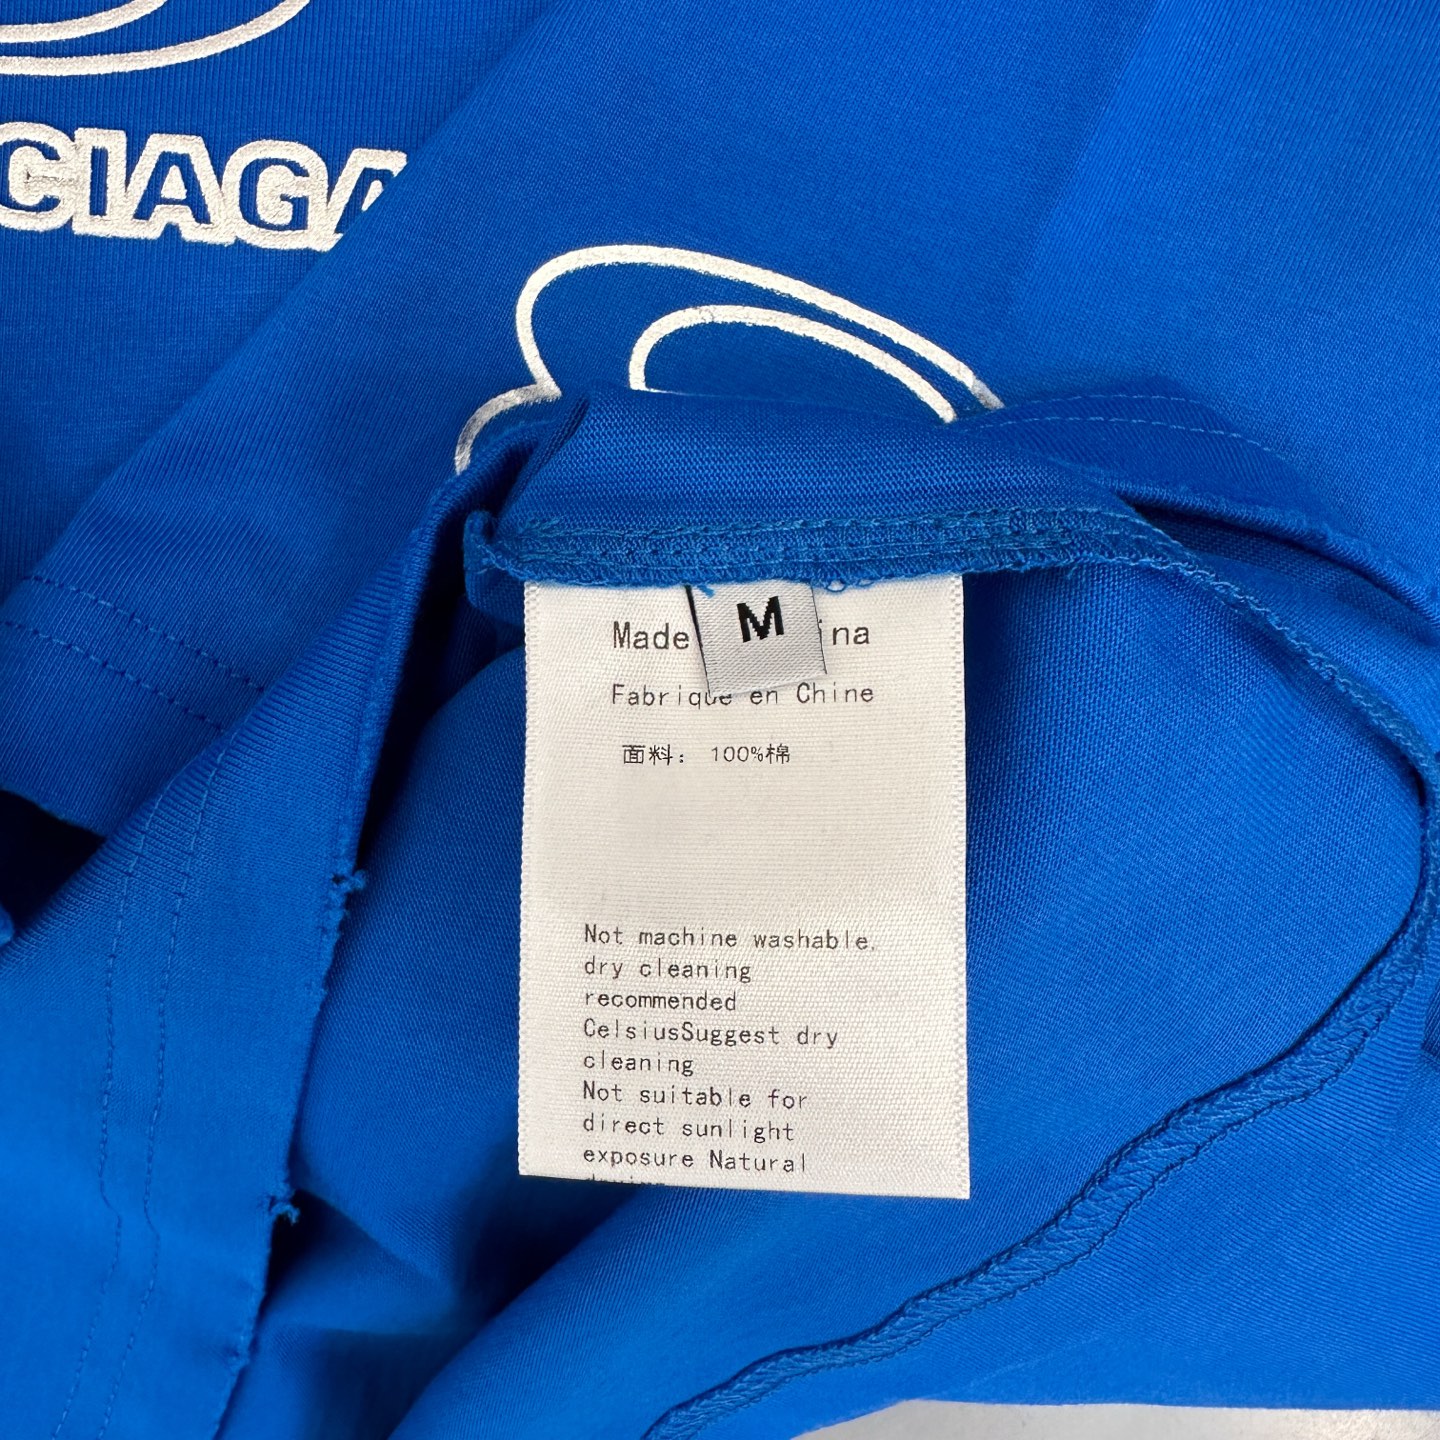 CIAGA
M
Made na
Fabrique en Chine
面料： 100%棉
Not machine washable.
dry cleaning
recommended
CelsiusSuggest dry
cleaning
Not suitable for
direct sunlight
exposure Natural